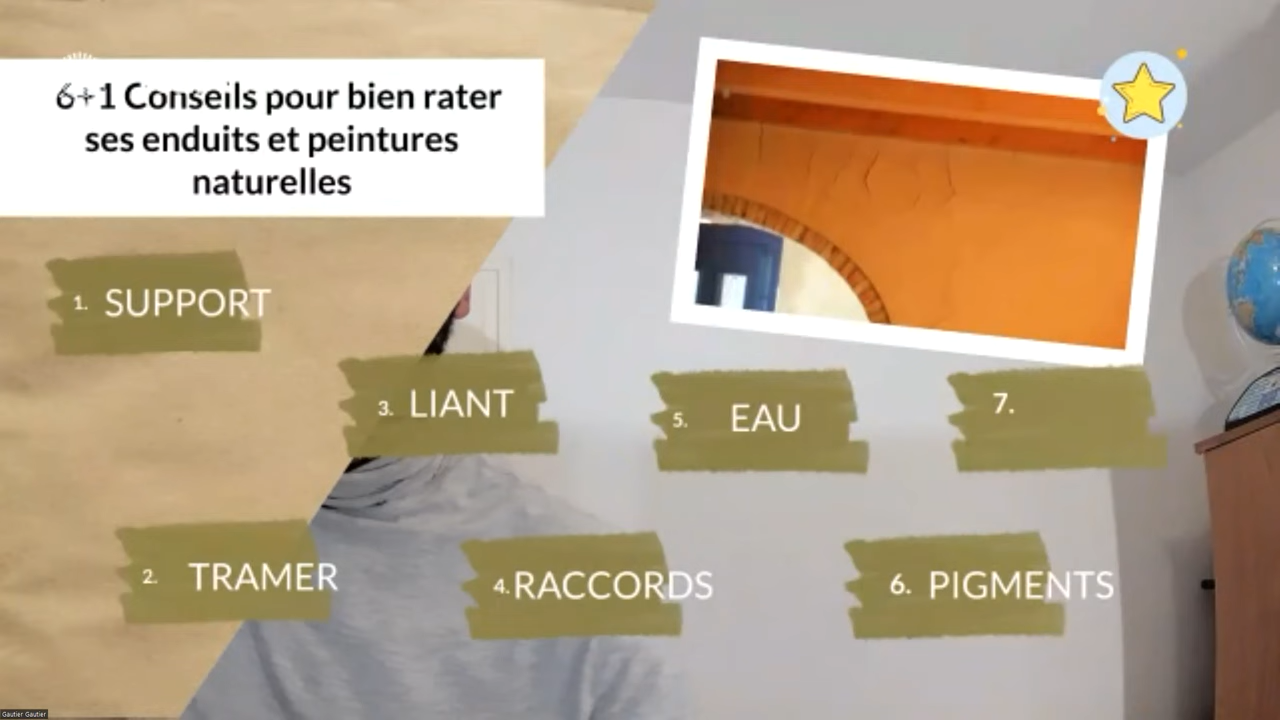 6+1 Conseils pour bien rater
ses enduits et peintures
naturelles
1. SUPPORT
2. TRAMER
3. LIANT
4. RACCORDS
5. EAU
6. PIGMENTS
7.
Gautier Gautier